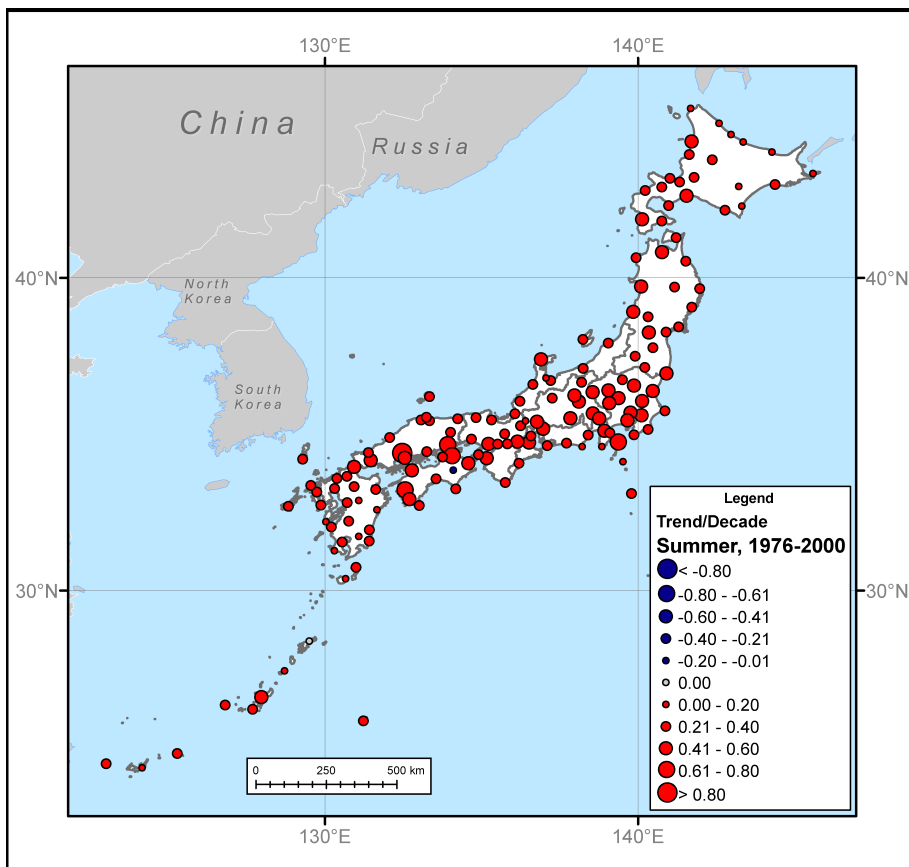 130°E 140°E
China
Russia
40°N 40°N
North
Korea
South
Korea
Legend
Trend/Decade
Summer, 1976-2000
< -0.80
-0.80 - -0.61
-0.60 - -0.41
-0.40 - -0.21
-0.20 - -0.01
0.00
0.00 - 0.20
0.21 - 0.40
0.41 - 0.60
0.61 - 0.80
> 0.80
30°N 30°N
0 250 500 km
130°E 140°E